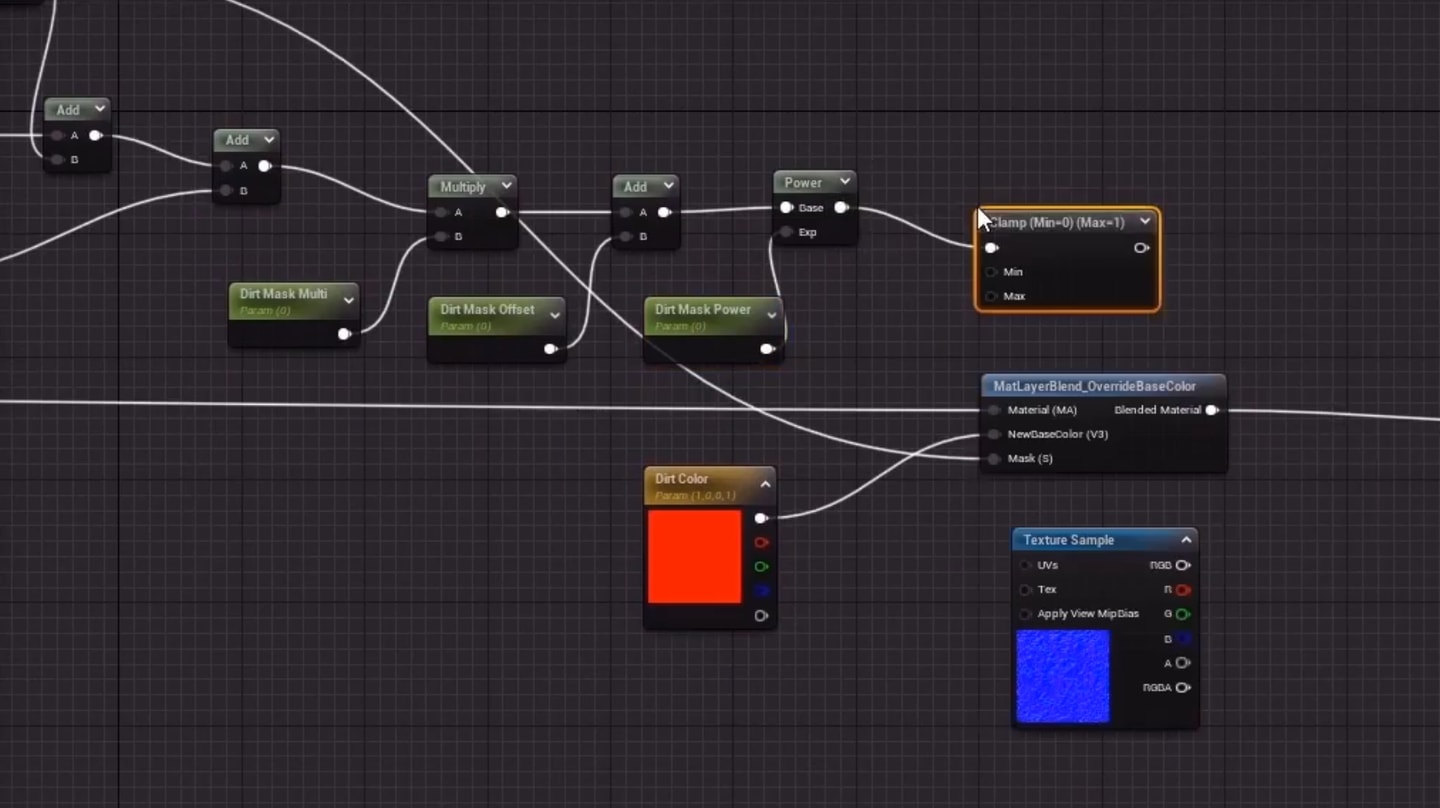 Add
A
B
Add
A
B
Multiply
A
B
Add
A
B
Power
Base
Exp
Clamp (Min=0) (Max=1)
Min
Max
Dirt Mask Multi
Param (0)
Dirt Mask Offset
Param (0)
Dirt Mask Power
Param (0)
MatLayerBlend_OverrideBaseColor
Material (MA) Blended Material
NewBaseColor (V3)
Mask (S)
Dirt Color
Param (1,0,0,1)
Texture Sample
UVs RGB
Tex R
Apply View MipBias G
B
A
RGBA